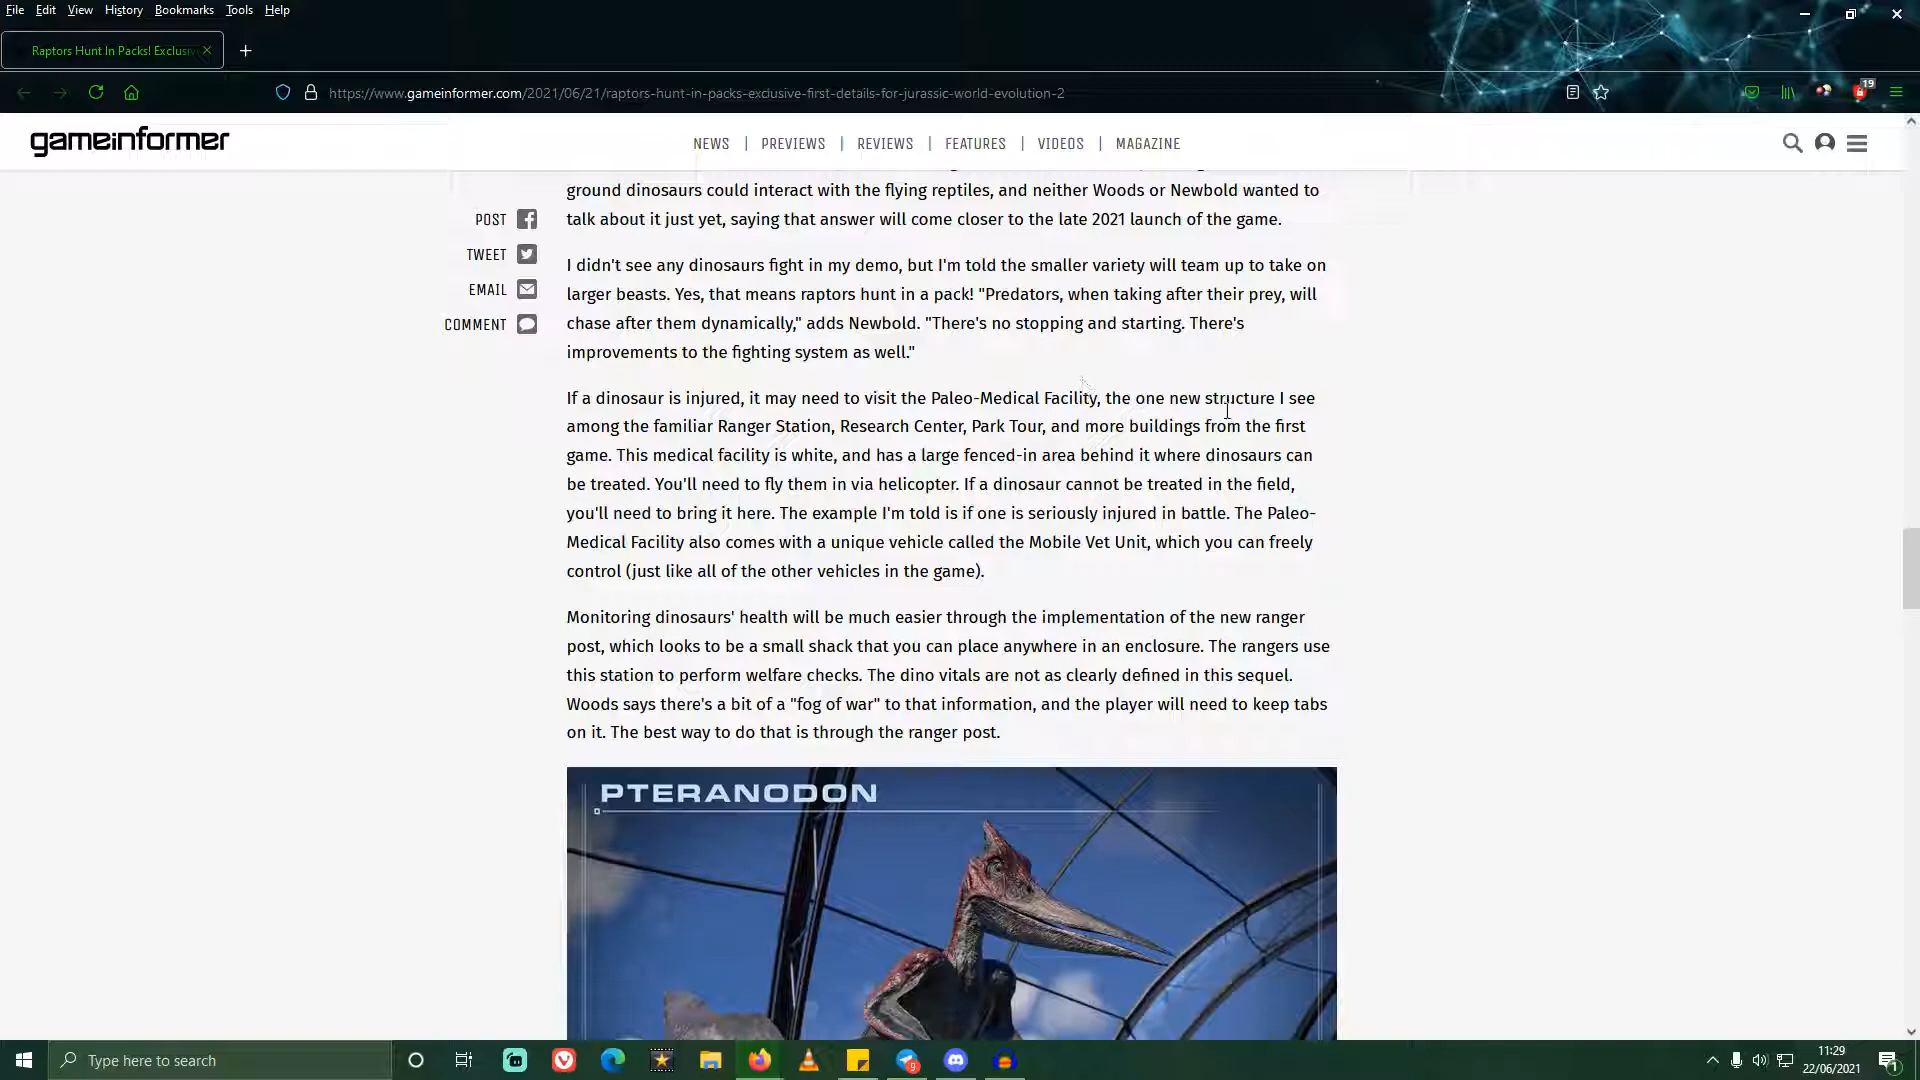 File Edit View History Bookmarks Tools Help
Raptors Hunt In Packs! Exclusiv
https://www.gameinformer.com/2021/06/21/raptors-hunt-in-packs-exclusive-first-details-for-jurassic-world-evolution-2
19
gameinformer
NEWS | PREVIEWS | REVIEWS | FEATURES | VIDEOS | MAGAZINE
POST
TWEET
EMAIL
COMMENT
ground dinosaurs could interact with the flying reptiles, and neither Woods or Newbold wanted to
talk about it just yet, saying that answer will come closer to the late 2021 launch of the game.
I didn't see any dinosaurs fight in my demo, but I'm told the smaller variety will team up to take on
larger beasts. Yes, that means raptors hunt in a pack! "Predators, when taking after their prey, will
chase after them dynamically," adds Newbold. "There's no stopping and starting. There's
improvements to the fighting system as well."
If a dinosaur is injured, it may need to visit the Paleo-Medical Facility, the one new structure I see
among the familiar Ranger Station, Research Center, Park Tour, and more buildings from the first
game. This medical facility is white, and has a large fenced-in area behind it where dinosaurs can
be treated. You'll need to fly them in via helicopter. If a dinosaur cannot be treated in the field,
you'll need to bring it here. The example I'm told is if one is seriously injured in battle. The Paleo-
Medical Facility also comes with a unique vehicle called the Mobile Vet Unit, which you can freely
control (just like all of the other vehicles in the game).
Monitoring dinosaurs' health will be much easier through the implementation of the new ranger
post, which looks to be a small shack that you can place anywhere in an enclosure. The rangers use
this station to perform welfare checks. The dino vitals are not as clearly defined in this sequel.
Woods says there's a bit of a "fog of war" to that information, and the player will need to keep tabs
on it. The best way to do that is through the ranger post.
PTERANODON
Type here to search
9
11:29
22/06/2021
1